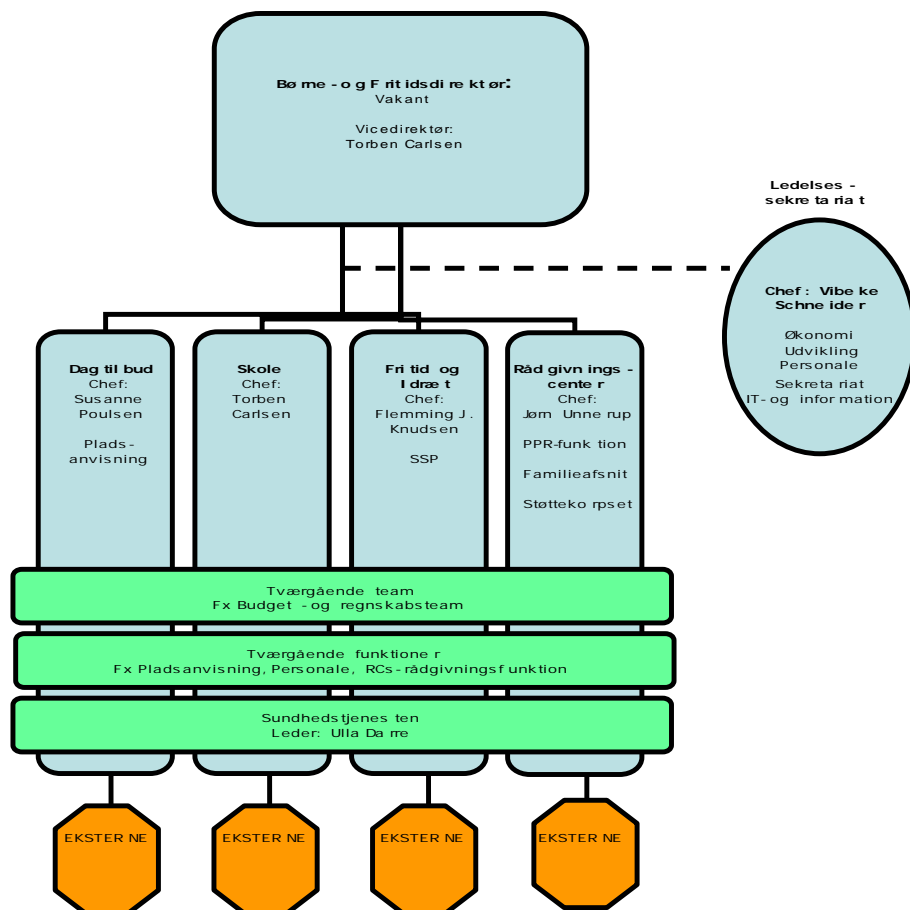 Børne-og Fritidsdirektør:
Vakant
Vicedirektør:
Torben Carlsen
Ledelses-
sekretariat
Chef: Vibeke
Schneider
Økonomi
Udvikling
Personale
Sekretariat
IT-og information
Dagtilbud
Chef:
Susanne
Poulsen
Plads-
anvisning
Skole
Chef:
Torben
Carlsen
Fritid og
Idræt
Chef:
Flemming J.
Knudsen
SSP
Rådgivnings-
center
Chef:
Jørn Unnerup
PPR-funktion
Familieafsnit
Støttekorpset
Tværgående team
Fx Budget-og regnskabsteam
Tværgående funktioner
Fx Pladsanvisning, Personale, RCs-rådgivningsfunktion
Sundhedstjenesten
Leder: Ulla Darre
EKSTERNE
EKSTERNE
EKSTERNE
EKSTERNE